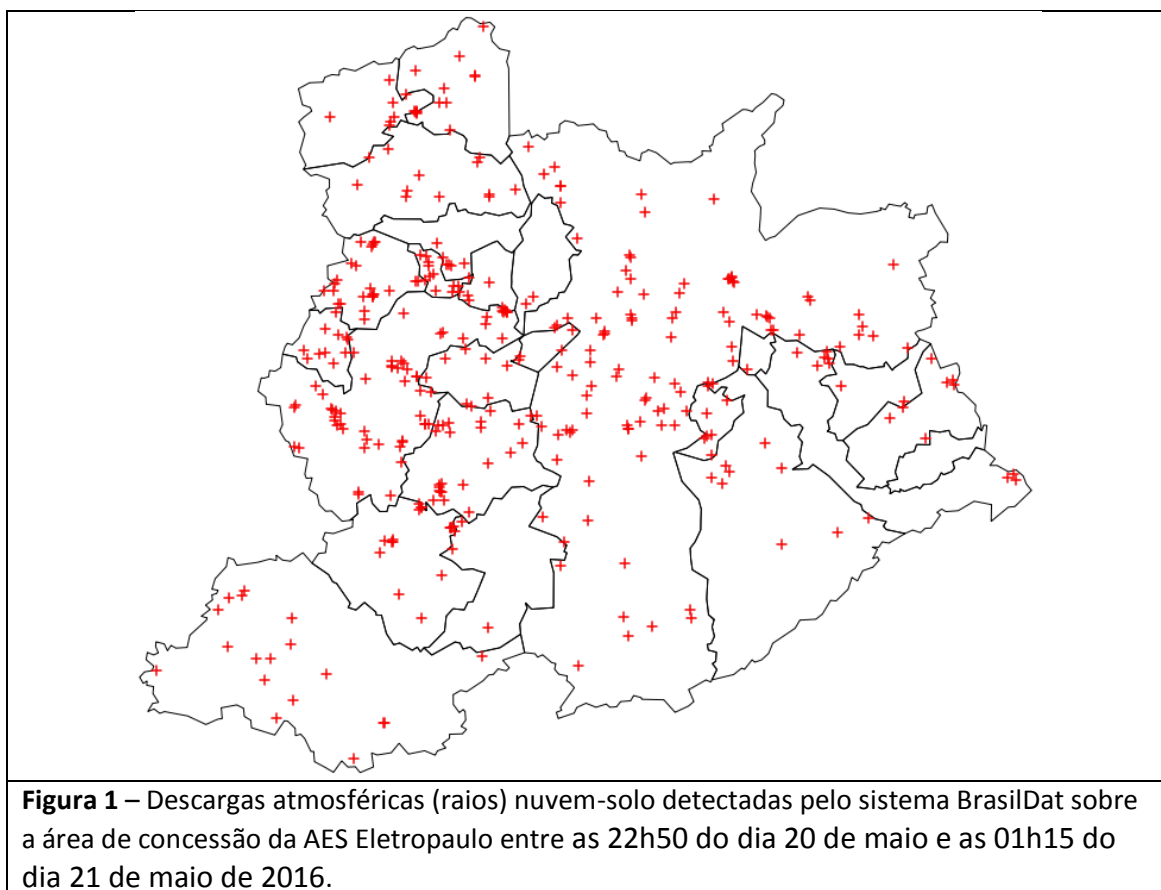 Figura 1 – Descargas atmosféricas (raios) nuvem-solo detectadas pelo sistema BrasilDat sobre
a área de concessão da AES Eletropaulo entre as 22h50 do dia 20 de maio e as 01h15 do
dia 21 de maio de 2016.